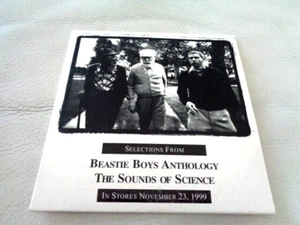 Selections From
Beastie Boys Anthology
The Sounds of Science
In Stores November 23, 1999